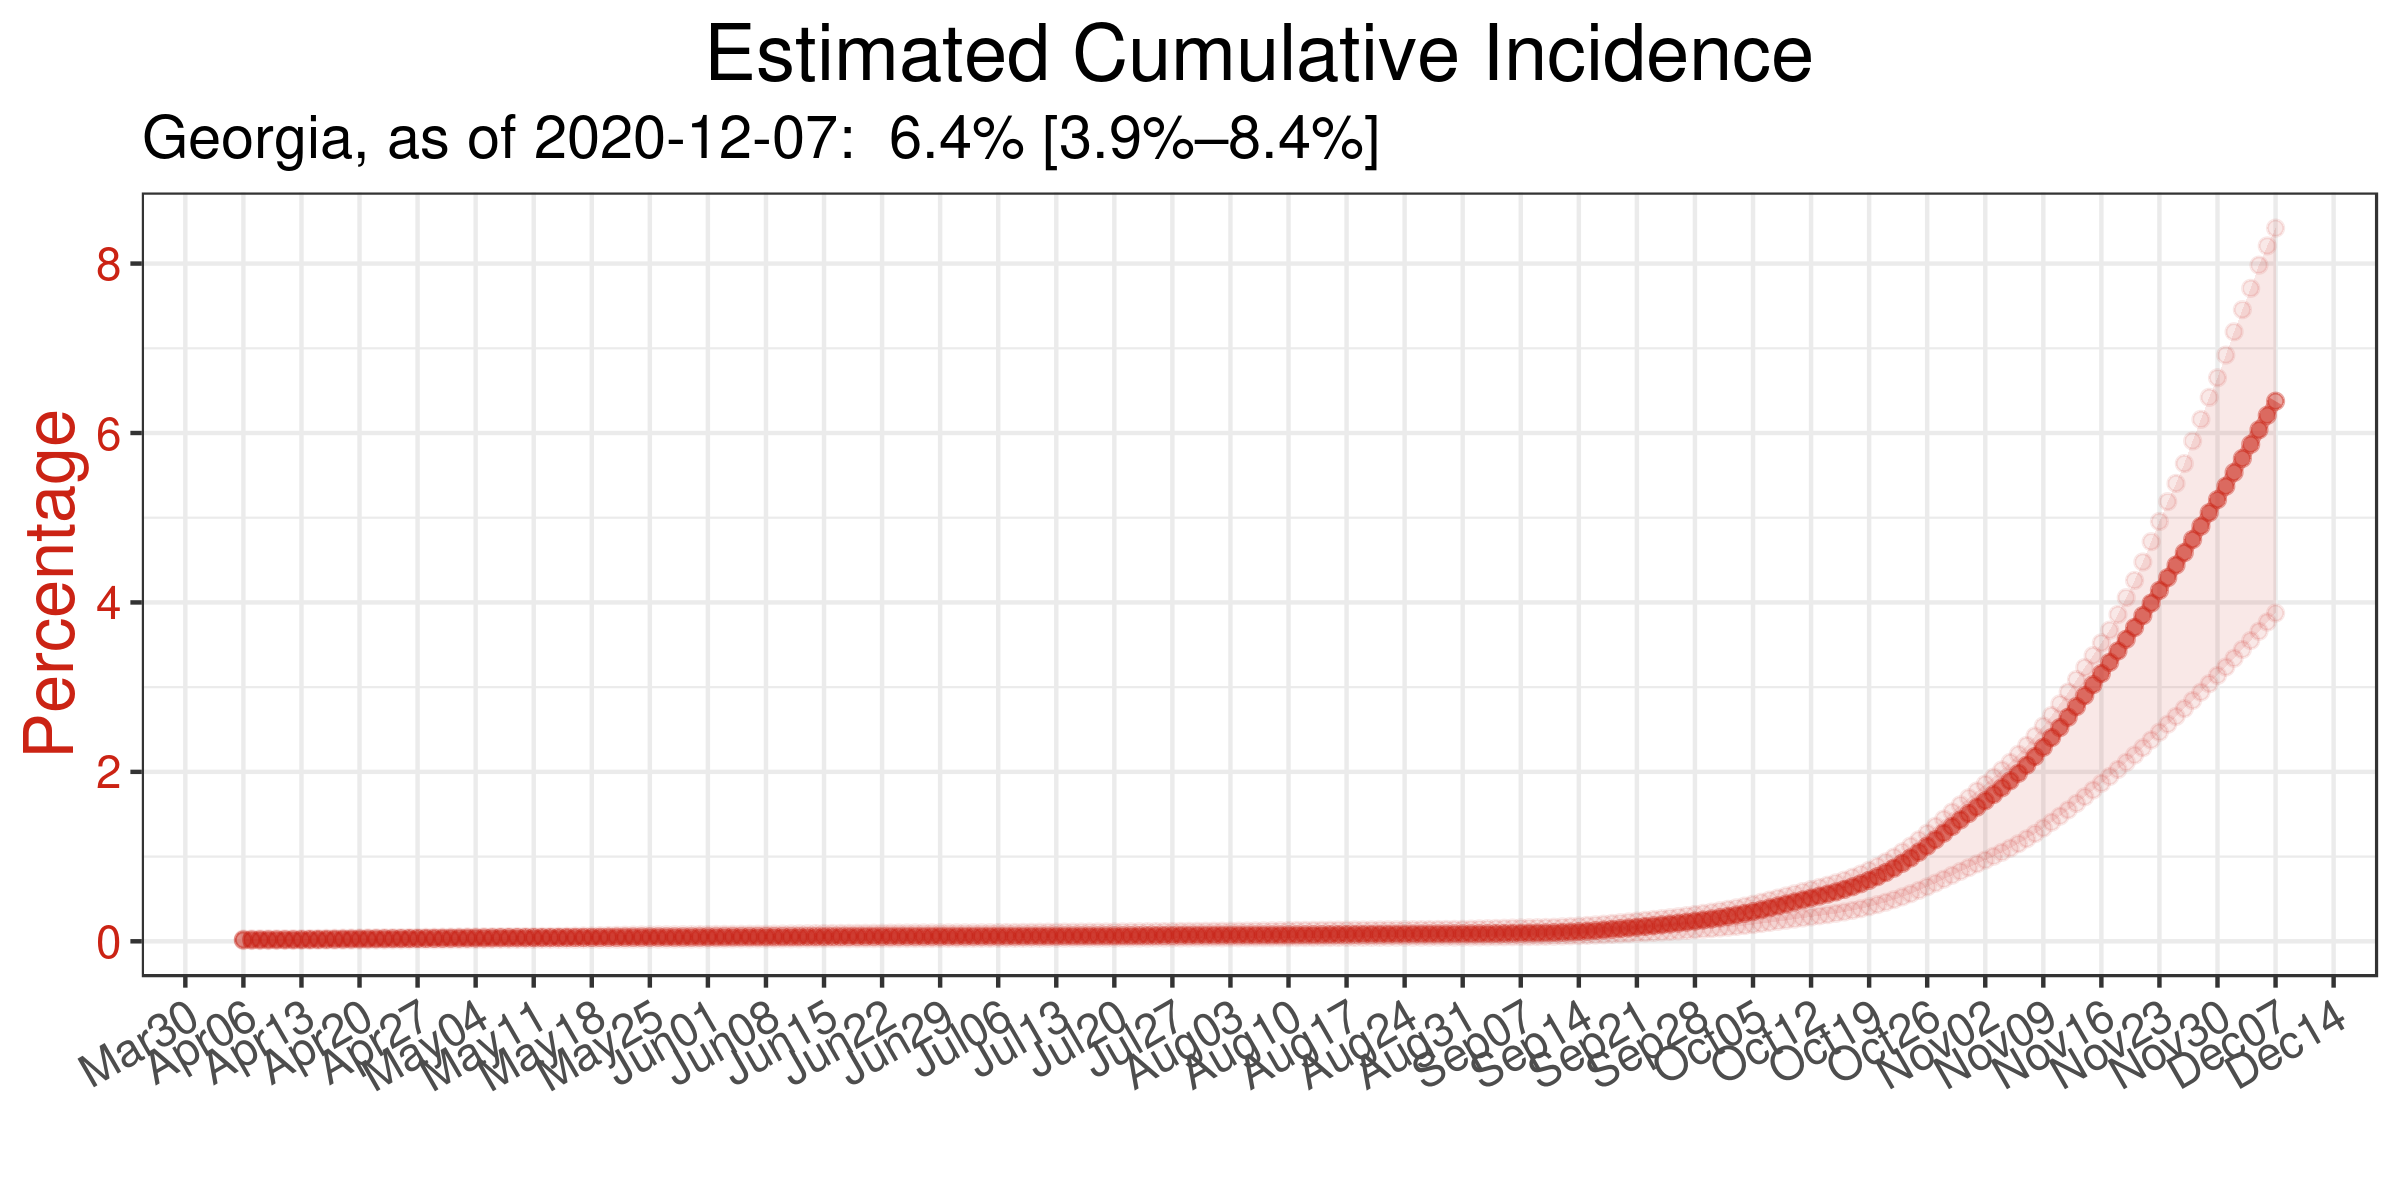 Estimated Cumulative Incidence
Georgia, as of 2020-12-07:  6.4% [3.9%–8.4%]
Percentage
8
6
4
2
0
Mar30
Apr06
Apr13
Apr20
Apr27
May04
May11
May18
May25
Jun01
Jun08
Jun15
Jun22
Jun29
Jul06
Jul13
Jul20
Jul27
Aug03
Aug10
Aug17
Aug24
Aug31
Sep07
Sep14
Sep21
Sep28
Oct05
Oct12
Oct19
Oct26
Nov02
Nov09
Nov16
Nov23
Nov30
Dec07
Dec14